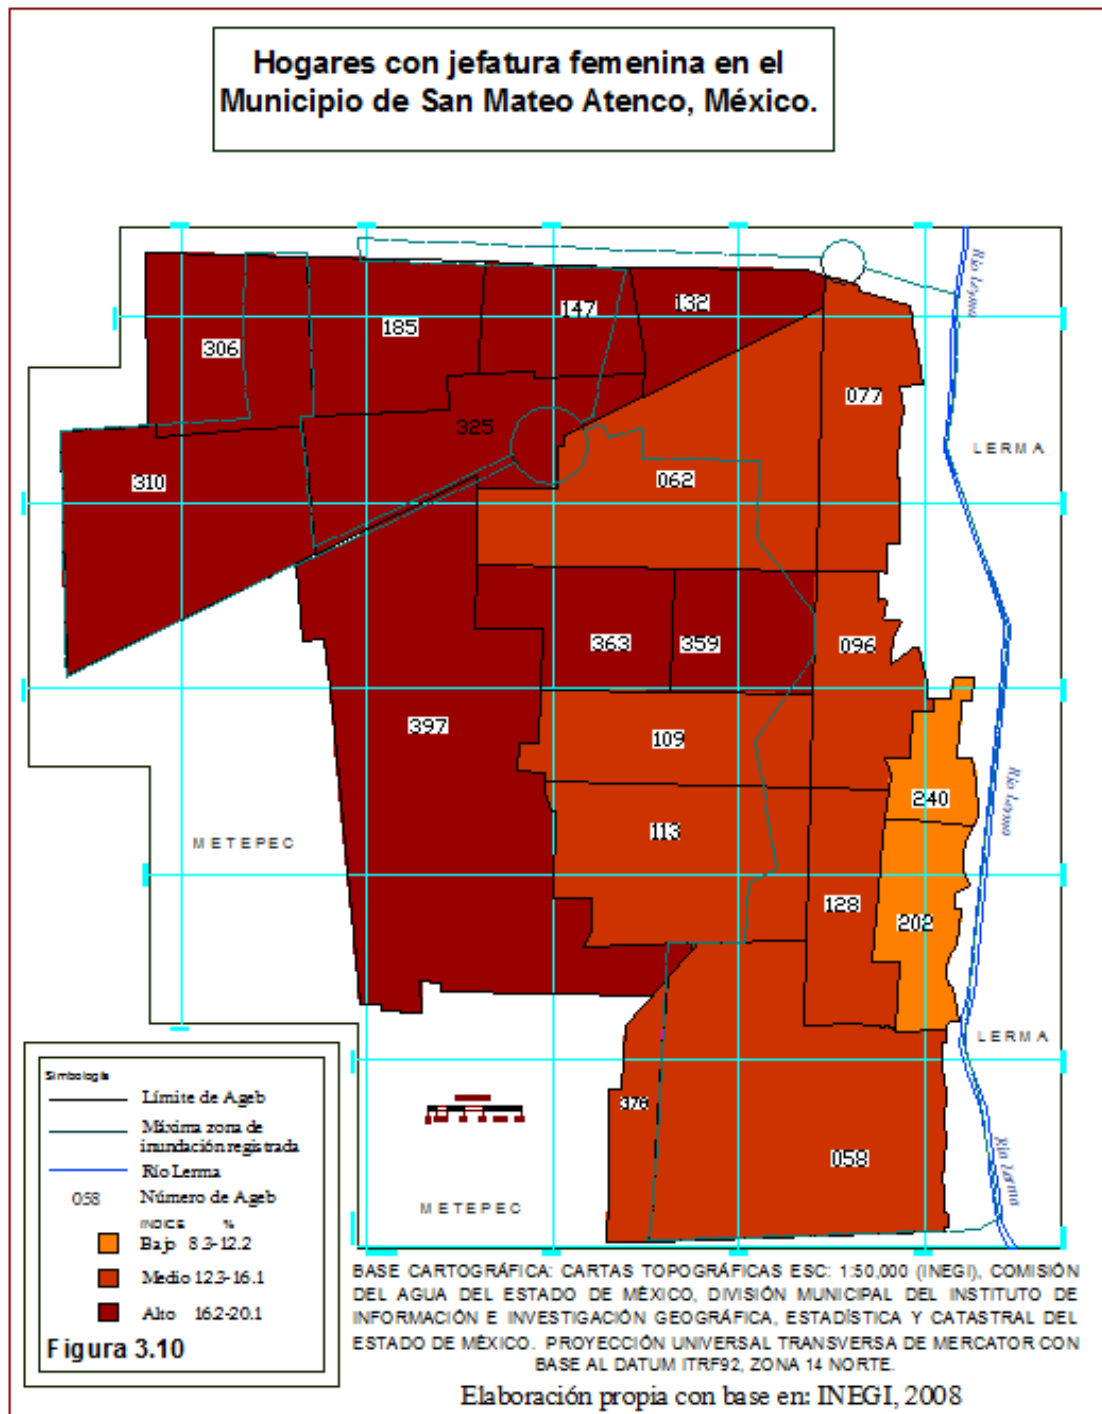 Hogares con jefatura femenina en el
Municipio de San Mateo Atenco, México.
Río Lerma
147
132
185
306
077
325
LERMA
310
062
363
359
096
397
109
Río Lerma
240
113
METEPEC
128
202
LERMA
Simbología
Límite de Ageb
Máxima zona de
inundación registrada
Río Lerma
058 Número de Ageb
INDICE %
Bajo 8.3-12.2
Medio 12.3-16.1
Alto 16.2-20.1
Figura 3.10
376
058
Río Lerma
METEPEC
BASE CARTOGRÁFICA: CARTAS TOPOGRÁFICAS ESC: 1:50,000 (INEGI), COMISIÓN
DEL AGUA DEL ESTADO DE MÉXICO, DIVISIÓN MUNICIPAL DEL INSTITUTO DE
INFORMACIÓN E INVESTIGACIÓN GEOGRÁFICA, ESTADÍSTICA Y CATASTRAL DEL
ESTADO DE MÉXICO. PROYECCIÓN UNIVERSAL TRANSVERSA DE MERCATOR CON
BASE AL DATUM ITRF92, ZONA 14 NORTE.
Elaboración propia con base en: INEGI, 2008